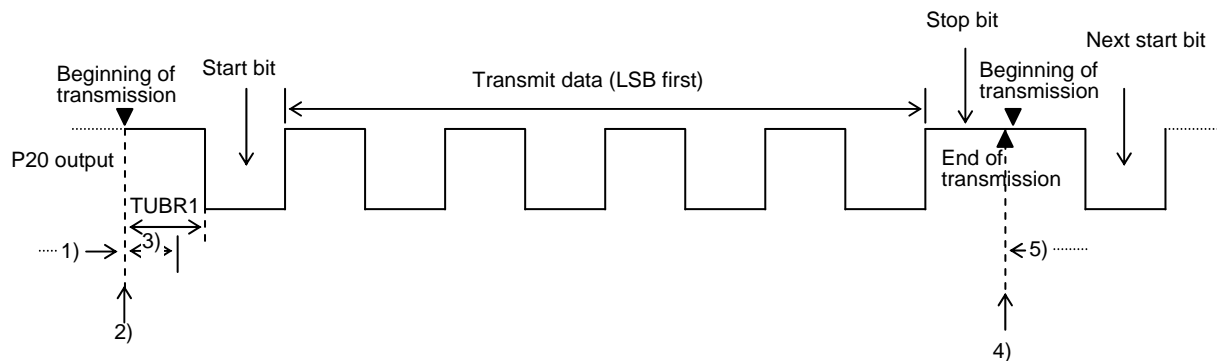 Stop bit
Next start bit
Beginning of
transmission
Start bit
Transmit data (LSB first)
Beginning of
transmission
P20 output
End of
transmission
TUBR1
1)
3)
5)
2)
4)